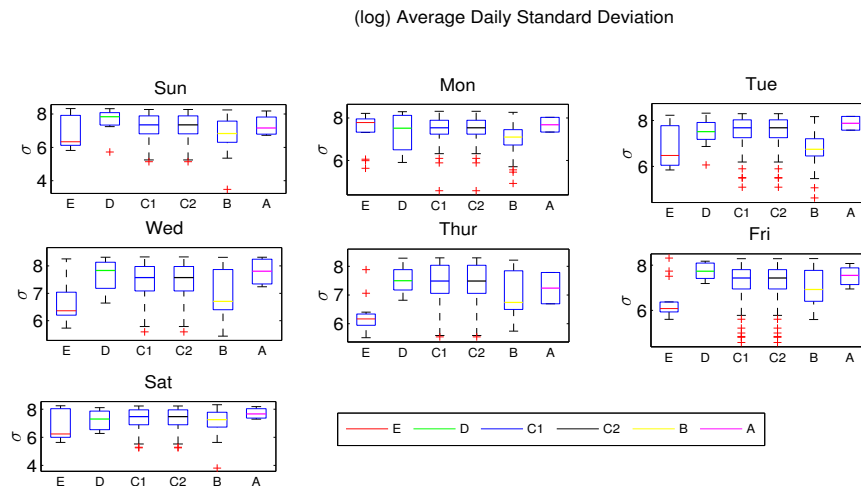 (log) Average Daily Standard Deviation
Sun
Mon
Tue
8
6
4
σ
E D C1 C2 B A
8
6
σ
E D C1 C2 B A
8
6
σ
E D C1 C2 B A
Wed
Thur
Fri
8
7
6
σ
E D C1 C2 B A
8
7
6
σ
E D C1 C2 B A
8
6
σ
E D C1 C2 B A
Sat
8
6
4
σ
E D C1 C2 B A
E D C1 C2 B A